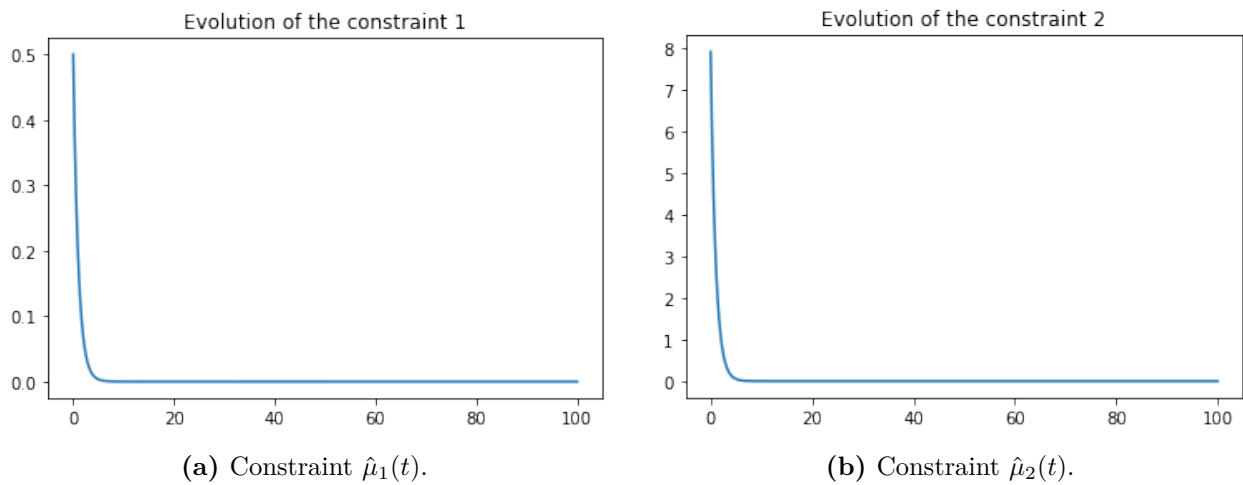 Evolution of the constraint 1
0.5
0.4
0.3
0.2
0.1
0.0
0 20 40 60 80 100
(a) Constraint μ̂₁(t).
Evolution of the constraint 2
8
7
6
5
4
3
2
1
0
0 20 40 60 80 100
(b) Constraint μ̂₂(t).